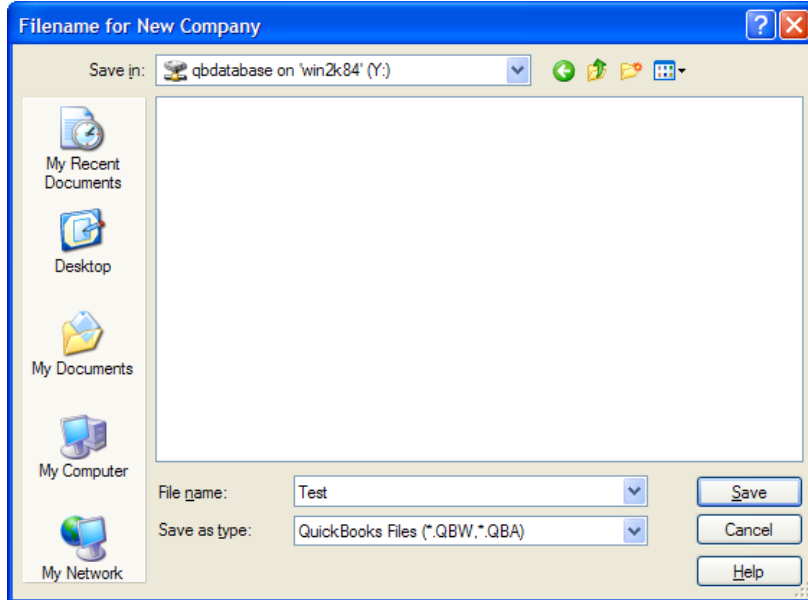 Filename for New Company
Save in:
qbdatabase on 'win2k84' (Y:)
My Recent
Documents
Desktop
My Documents
My Computer
My Network
File name:
Test
Save
Save as type:
QuickBooks Files (*.QBW,*.QBA)
Cancel
Help